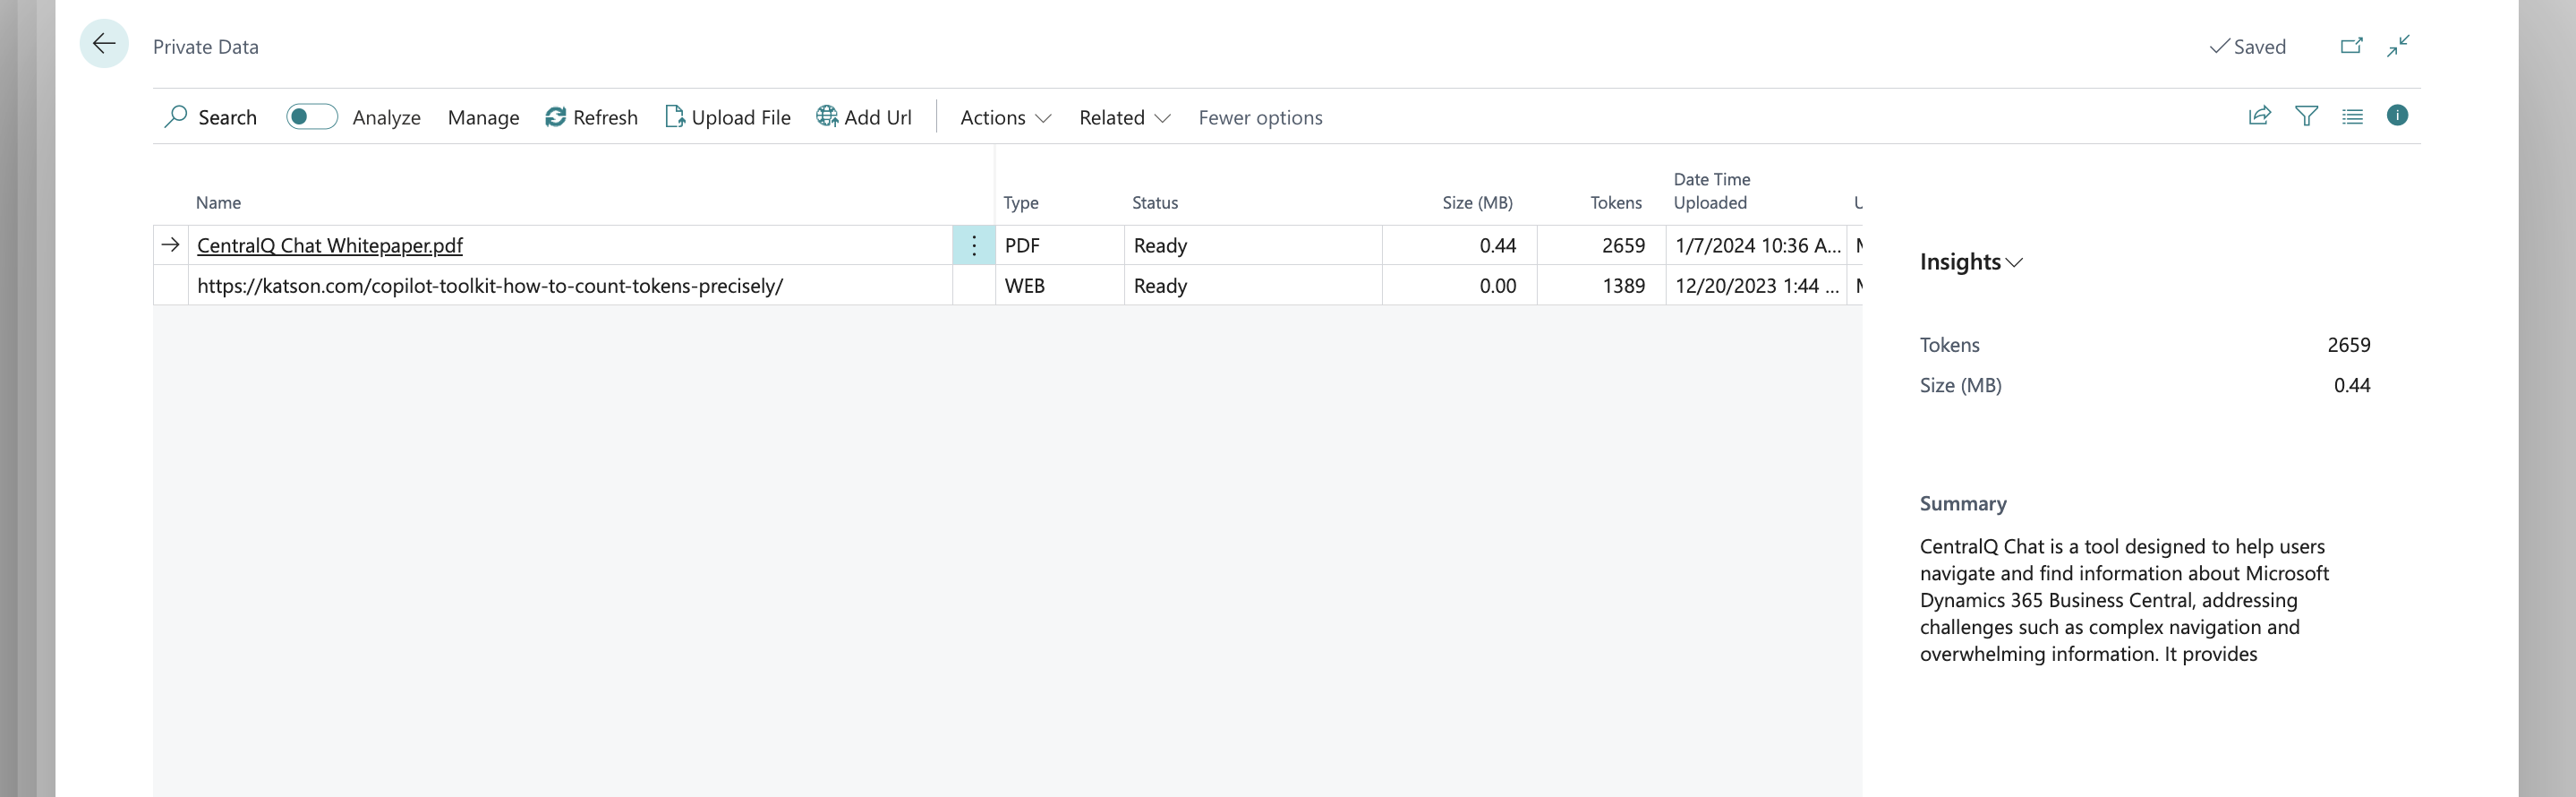 Private Data
Saved
Search Analyze Manage Refresh Upload File Add Url Actions Related Fewer options
Name Type Status Size (MB) Tokens Date Time Uploaded
CentralQ Chat Whitepaper.pdf PDF Ready 0.44 2659 1/7/2024 10:36 A...
https://katson.com/copilot-toolkit-how-to-count-tokens-precisely/ WEB Ready 0.00 1389 12/20/2023 1:44 ...
Insights
Tokens 2659
Size (MB) 0.44
Summary
CentralQ Chat is a tool designed to help users
navigate and find information about Microsoft
Dynamics 365 Business Central, addressing
challenges such as complex navigation and
overwhelming information. It provides